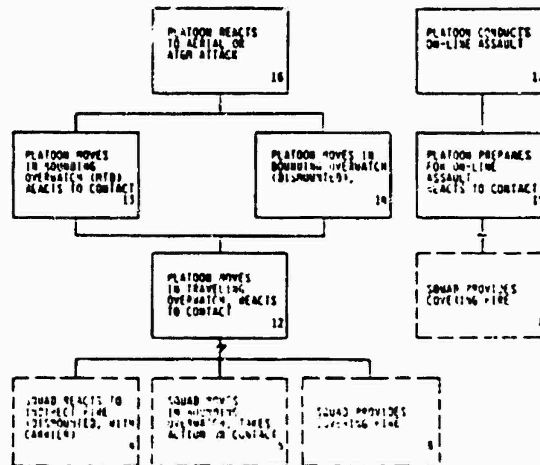 PLATOON REACTS
TO AERIAL OR
ATGM ATTACK
16
PLATOON CONDUCTS
ON-LINE ASSAULT
PLATOON MOVES
IN BOUNDING
OVERWATCH (MTD)
REACTS TO CONTACT
13
PLATOON MOVES IN
BOUNDING OVERWATCH
(DISMOUNTED),
14
PLATOON PREPARES
FOR ON-LINE
ASSAULT
REACTS TO CONTACT
PLATOON MOVES
IN TRAVELING
OVERWATCH, REACTS
TO CONTACT
12
SQUAD PROVIDES
COVERING FIRE
SQUAD REACTS TO
INDIRECT FIRE
(DISMOUNTED, WITH
CARRIER)
4
SQUAD MOVES
IN BOUNDING
OVERWATCH, TAKES
ACTION ON CONTACT
5
SQUAD PROVIDES
COVERING FIRE